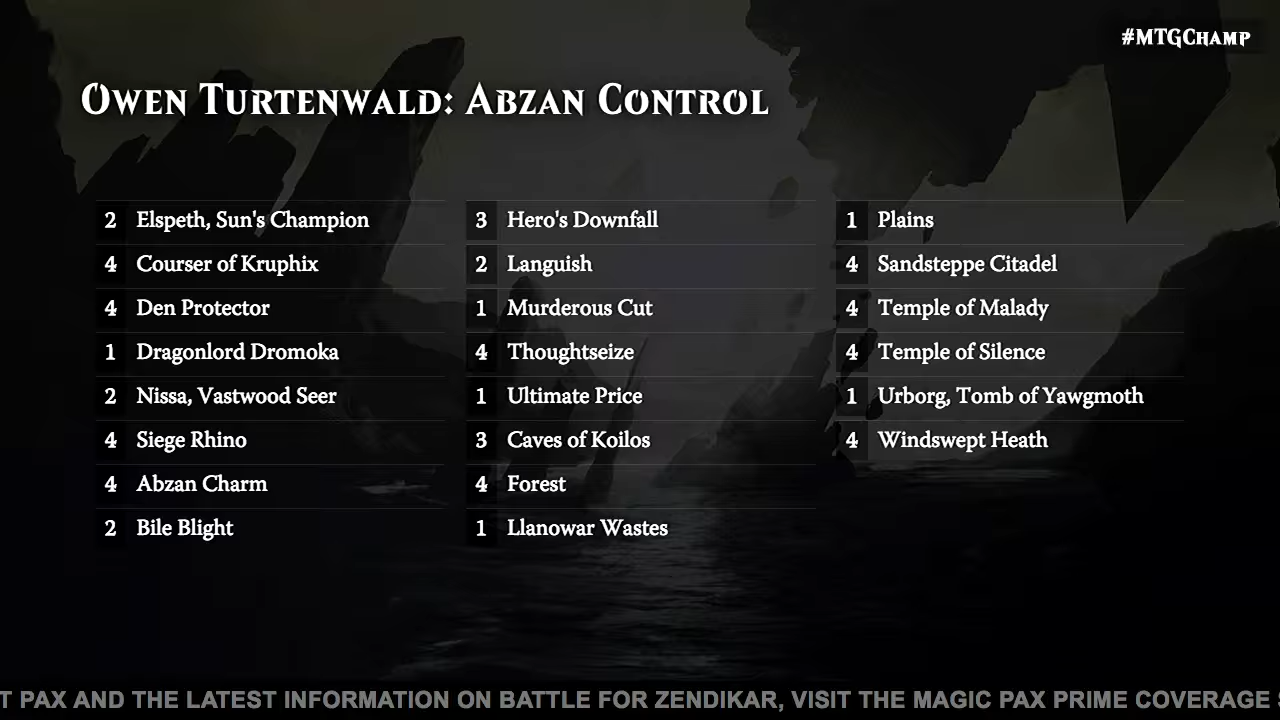 #MTGChamp
Owen Turtenwald: Abzan Control
2 Elspeth, Sun's Champion
4 Courser of Kruphix
4 Den Protector
1 Dragonlord Dromoka
2 Nissa, Vastwood Seer
4 Siege Rhino
4 Abzan Charm
2 Bile Blight
3 Hero's Downfall
2 Languish
1 Murderous Cut
4 Thoughtseize
1 Ultimate Price
3 Caves of Koilos
4 Forest
1 Llanowar Wastes
1 Plains
4 Sandsteppe Citadel
4 Temple of Malady
4 Temple of Silence
1 Urborg, Tomb of Yawgmoth
4 Windswept Heath
T PAX AND THE LATEST INFORMATION ON BATTLE FOR ZENDIKAR, VISIT THE MAGIC PAX PRIME COVERAGE